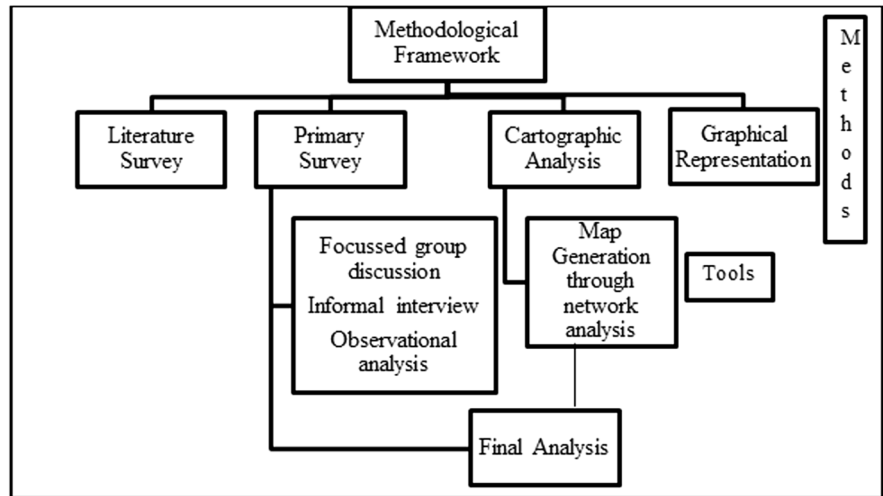 Methodological
Framework
Literature
Survey
Primary
Survey
Cartographic
Analysis
Graphical
Representation
Methods
Focussed group
discussion
Informal interview
Observational
analysis
Map
Generation
through
network
analysis
Tools
Final Analysis